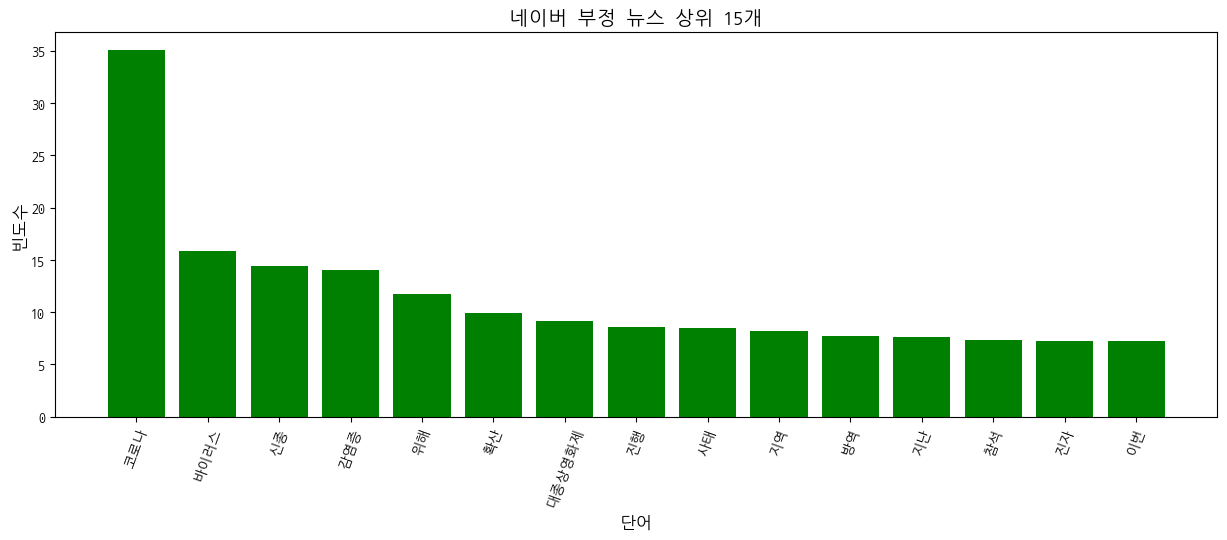 네이버 부정 뉴스 상위 15개
빈도수
35
30
25
20
15
10
5
0
코로나
바이러스
신종
감염증
위해
확산
대종상영화제
진행
사태
지역
방역
지난
참석
진자
이번
단어